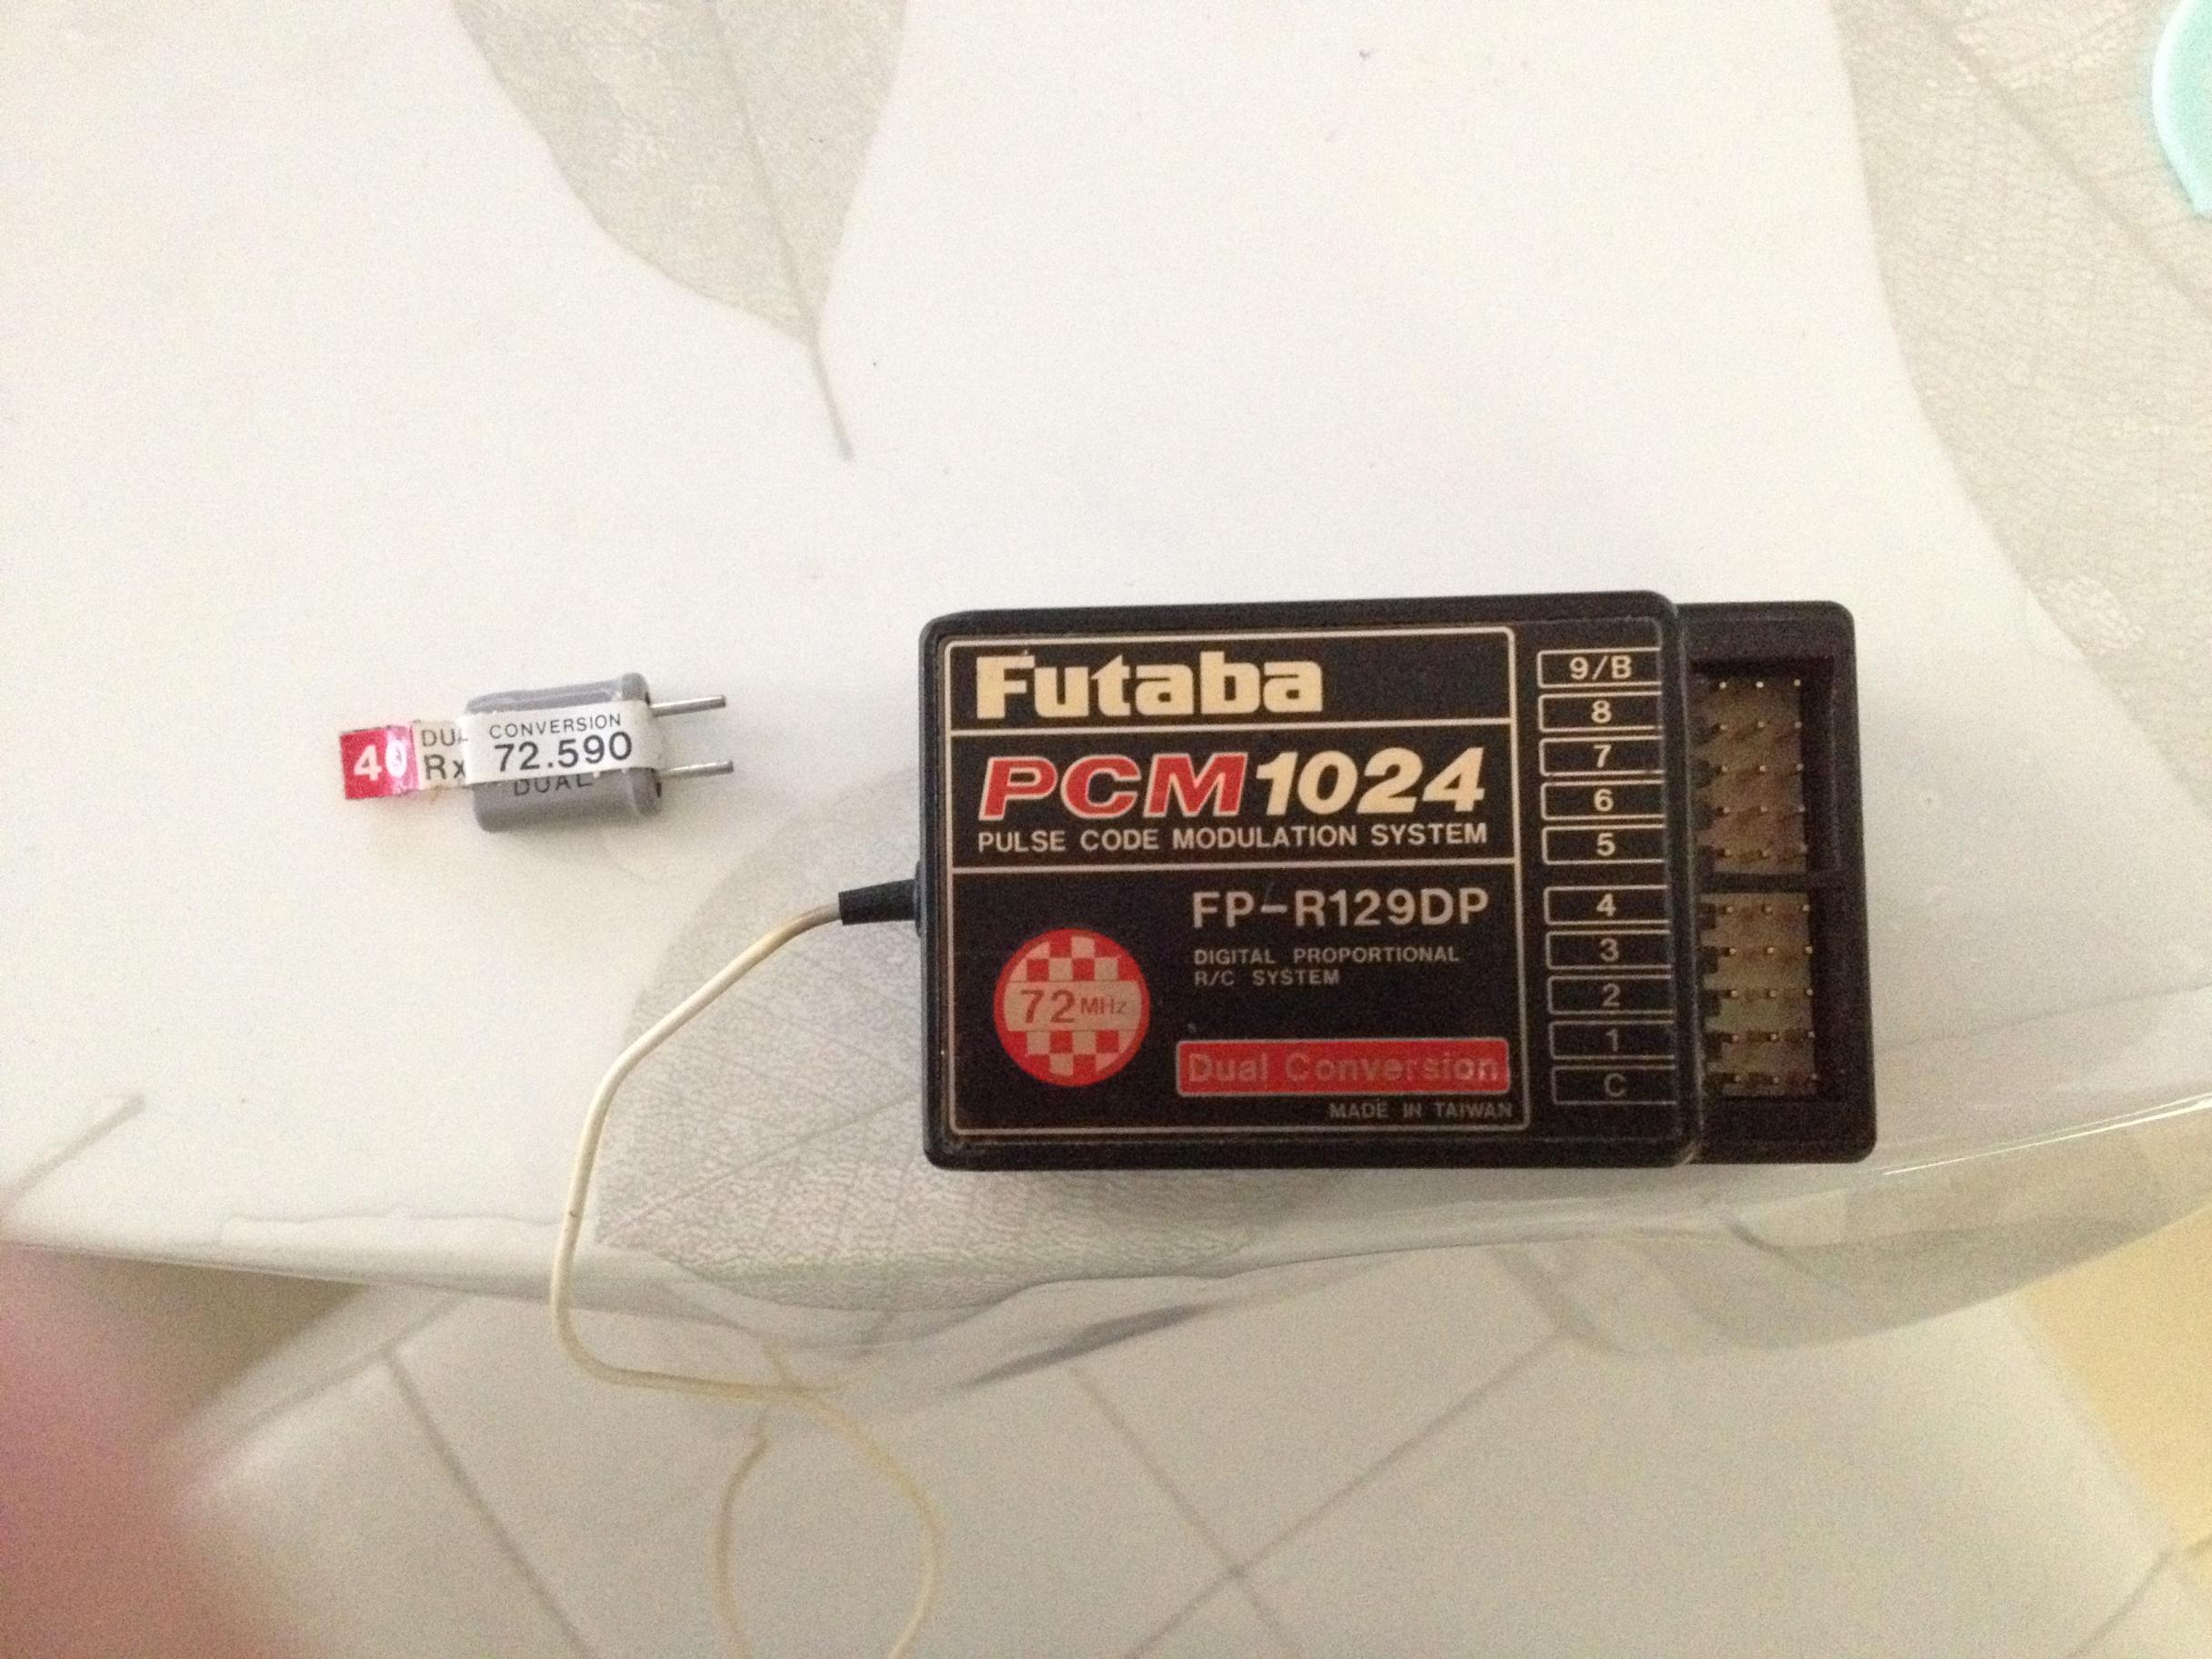 40
DUA
Rx
CONVERSION
72.590
DUAL
Futaba
PCM1024
PULSE CODE MODULATION SYSTEM
FP-R129DP
DIGITAL PROPORTIONAL
R/C SYSTEM
72MHz
Dual Conversion
MADE IN TAIWAN
9/B
8
7
6
5
4
3
2
1
C